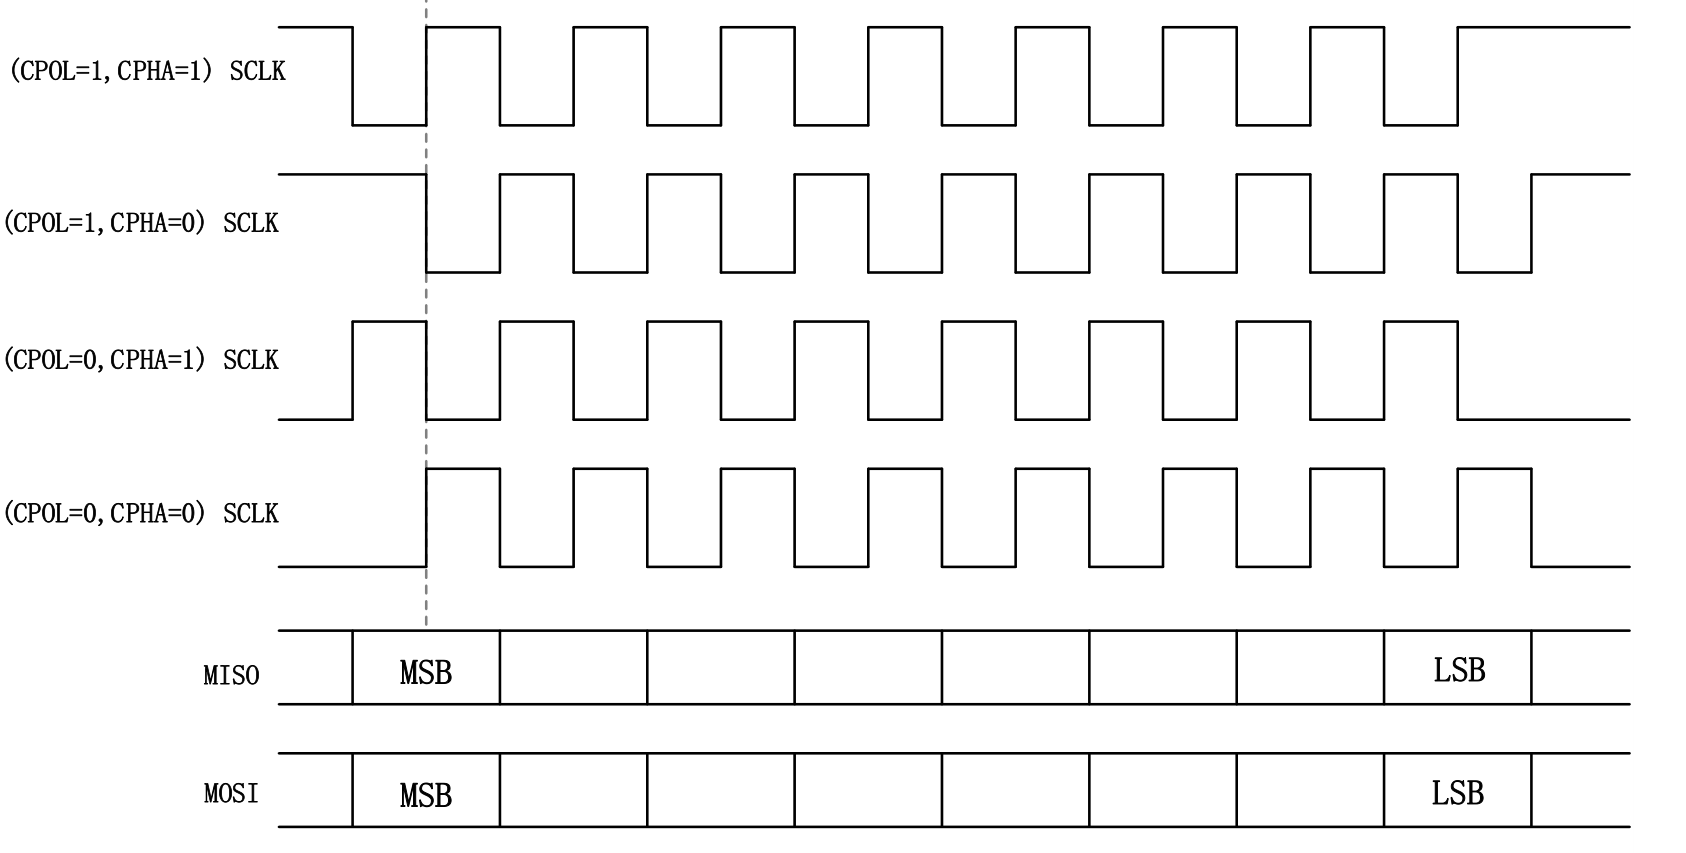 (CPOL=1,CPHA=1) SCLK
(CPOL=1,CPHA=0) SCLK
(CPOL=0,CPHA=1) SCLK
(CPOL=0,CPHA=0) SCLK
MISO MSB LSB
MOSI MSB LSB